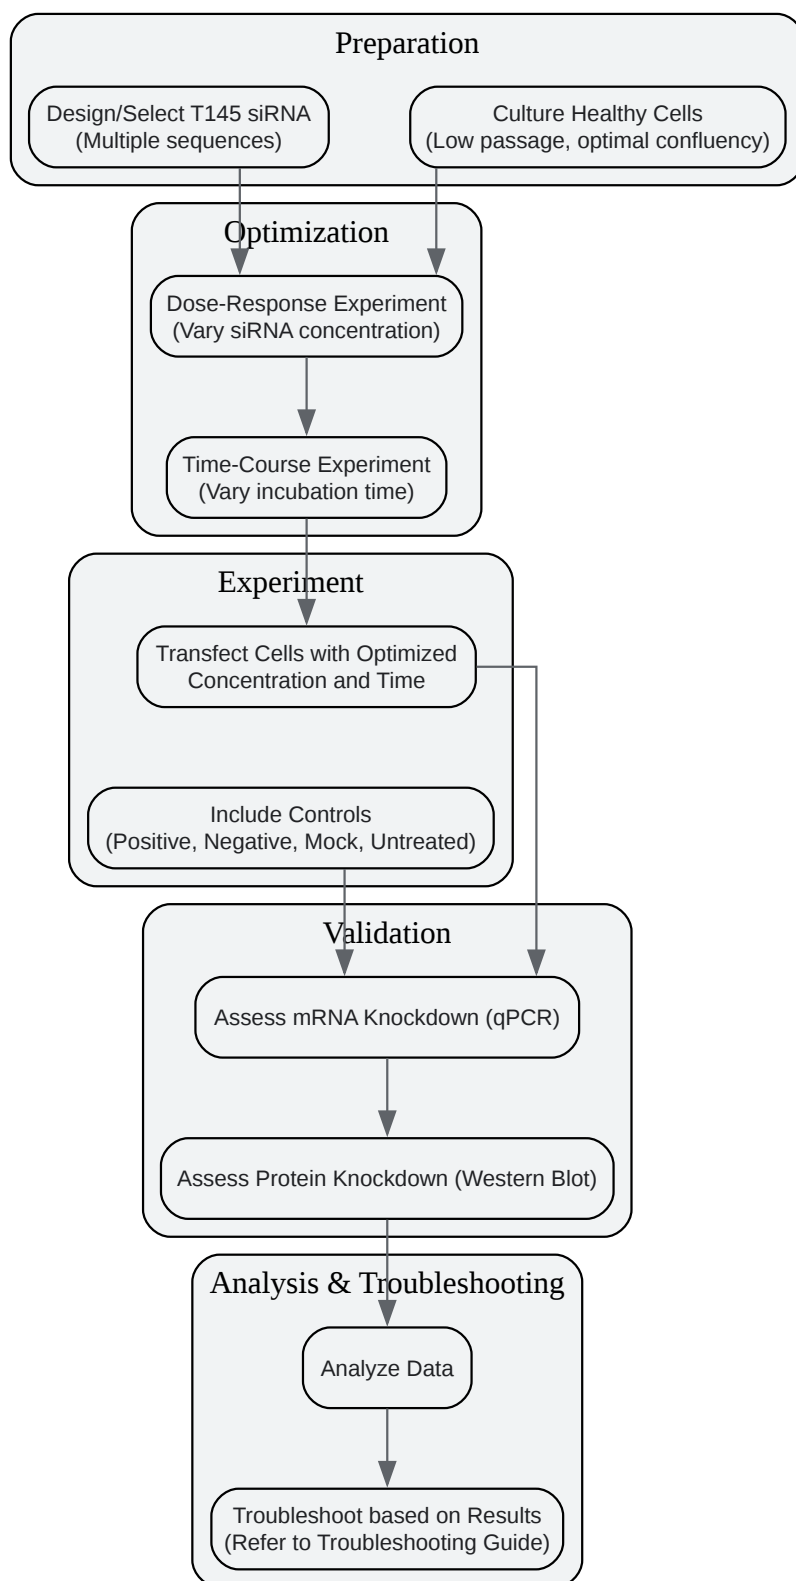 Preparation
Design/Select T145 siRNA
(Multiple sequences)
Culture Healthy Cells
(Low passage, optimal confluency)
Optimization
Dose-Response Experiment
(Vary siRNA concentration)
Time-Course Experiment
(Vary incubation time)
Experiment
Transfect Cells with Optimized
Concentration and Time
Include Controls
(Positive, Negative, Mock, Untreated)
Validation
Assess mRNA Knockdown (qPCR)
Assess Protein Knockdown (Western Blot)
Analysis & Troubleshooting
Analyze Data
Troubleshoot based on Results
(Refer to Troubleshooting Guide)